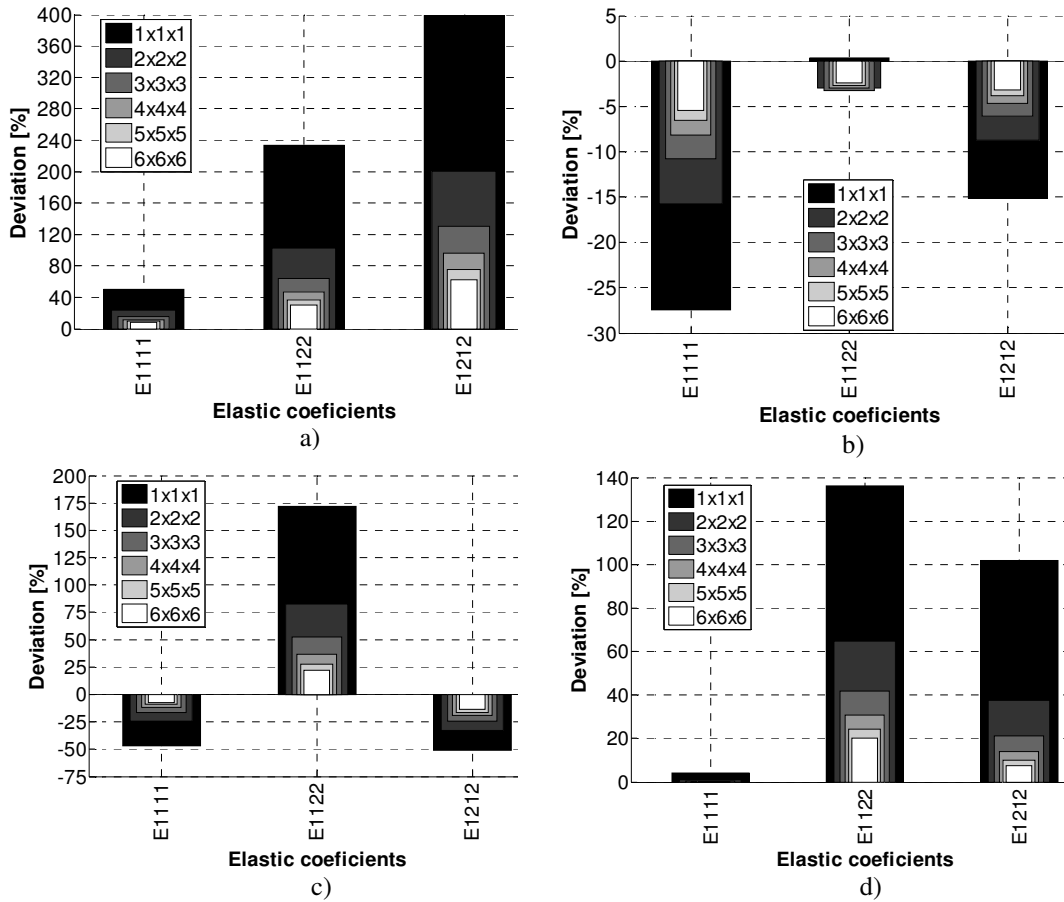 400
360
320
280
240
200
160
120
80
40
0
Deviation [%]
1x1x1
2x2x2
3x3x3
4x4x4
5x5x5
6x6x6
E1111
E1122
E1212
Elastic coeficients
a)
5
0
-5
-10
-15
-20
-25
-30
Deviation [%]
1x1x1
2x2x2
3x3x3
4x4x4
5x5x5
6x6x6
E1111
E1122
E1212
Elastic coeficients
b)
200
175
150
125
100
75
50
25
0
-25
-50
-75
Deviation [%]
1x1x1
2x2x2
3x3x3
4x4x4
5x5x5
6x6x6
E1111
E1122
E1212
Elastic coeficients
c)
140
120
100
80
60
40
20
0
Deviation [%]
1x1x1
2x2x2
3x3x3
4x4x4
5x5x5
6x6x6
E1111
E1122
E1212
Elastic coeficients
d)